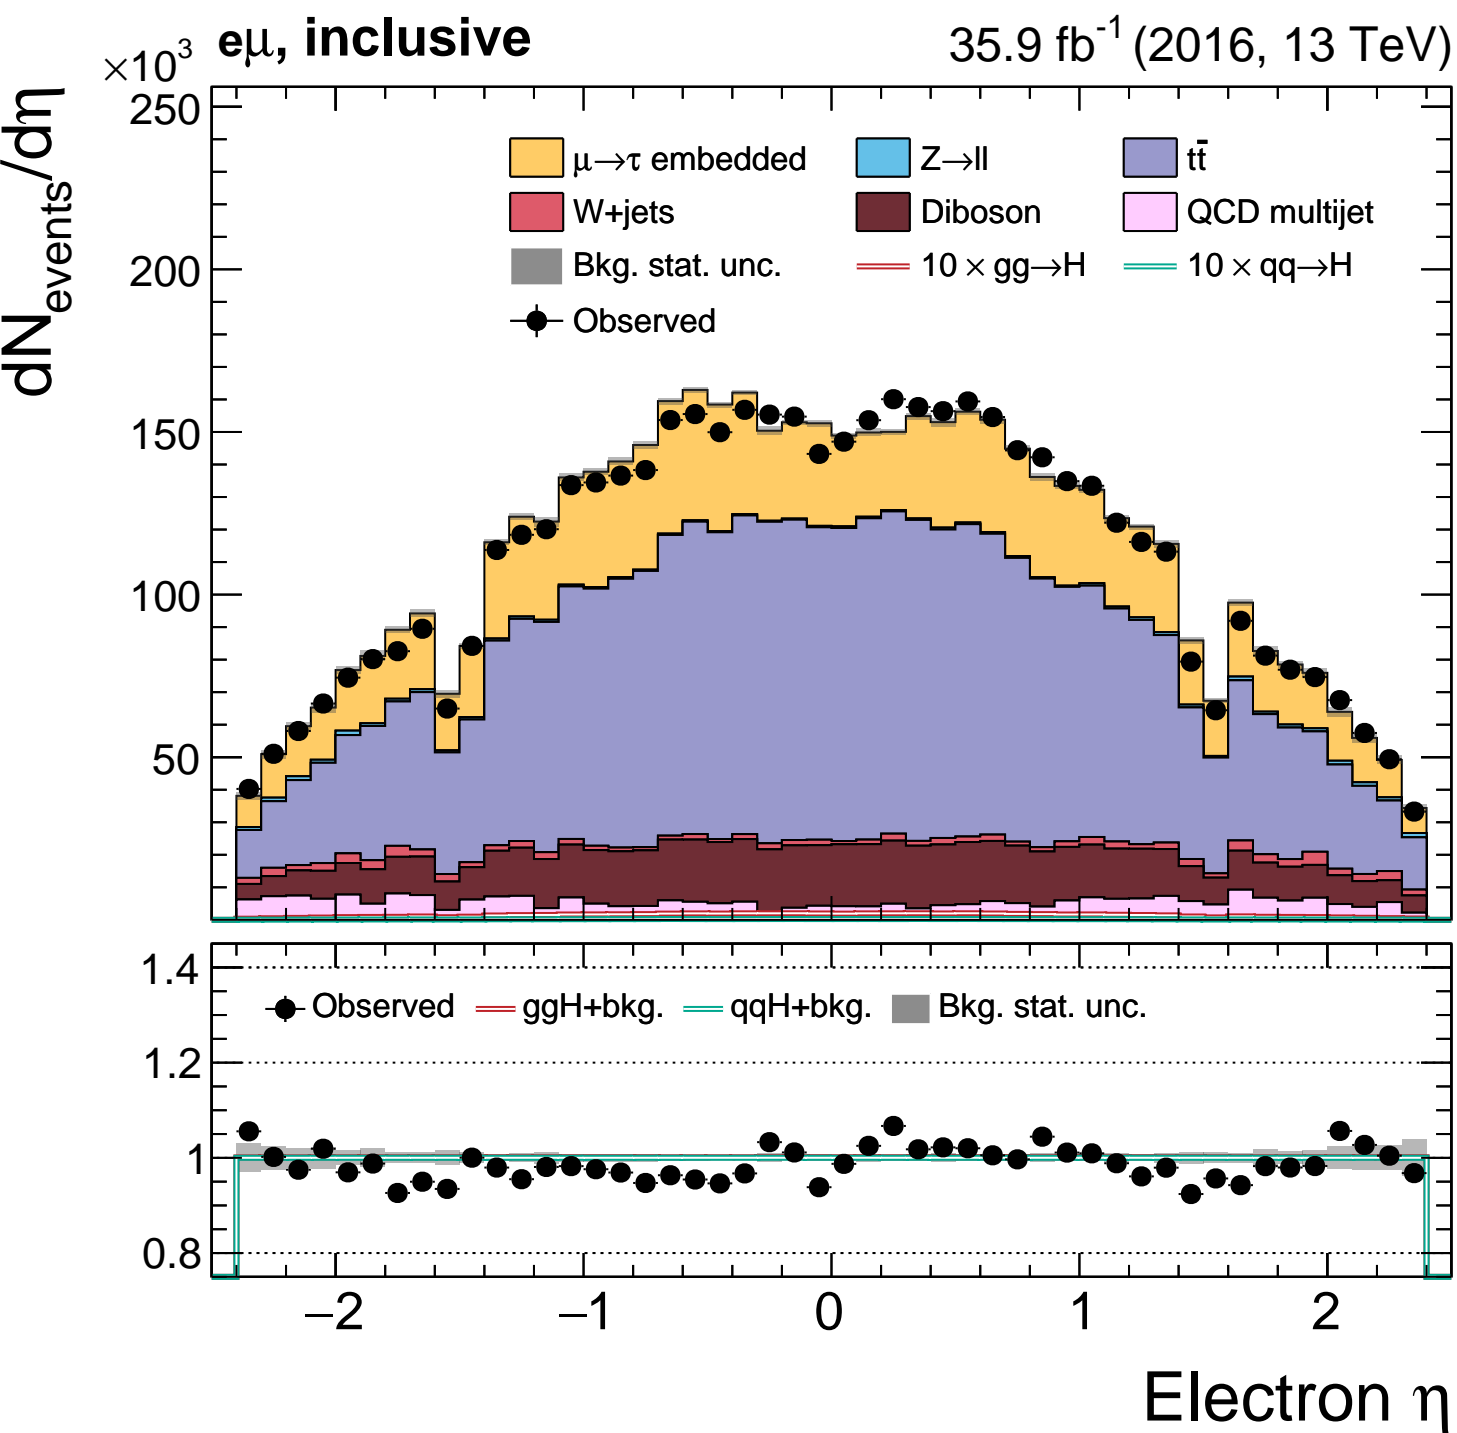 eμ, inclusive 35.9 fb⁻¹ (2016, 13 TeV)
×10³
dN_events/dη
250
200
150
100
50
μ→τ embedded Z→ll tt̄
W+jets Diboson QCD multijet
Bkg. stat. unc. 10 × gg→H 10 × qq→H
Observed
1.4
1.2
1
0.8
Observed ggH+bkg. qqH+bkg. Bkg. stat. unc.
−2 −1 0 1 2
Electron η